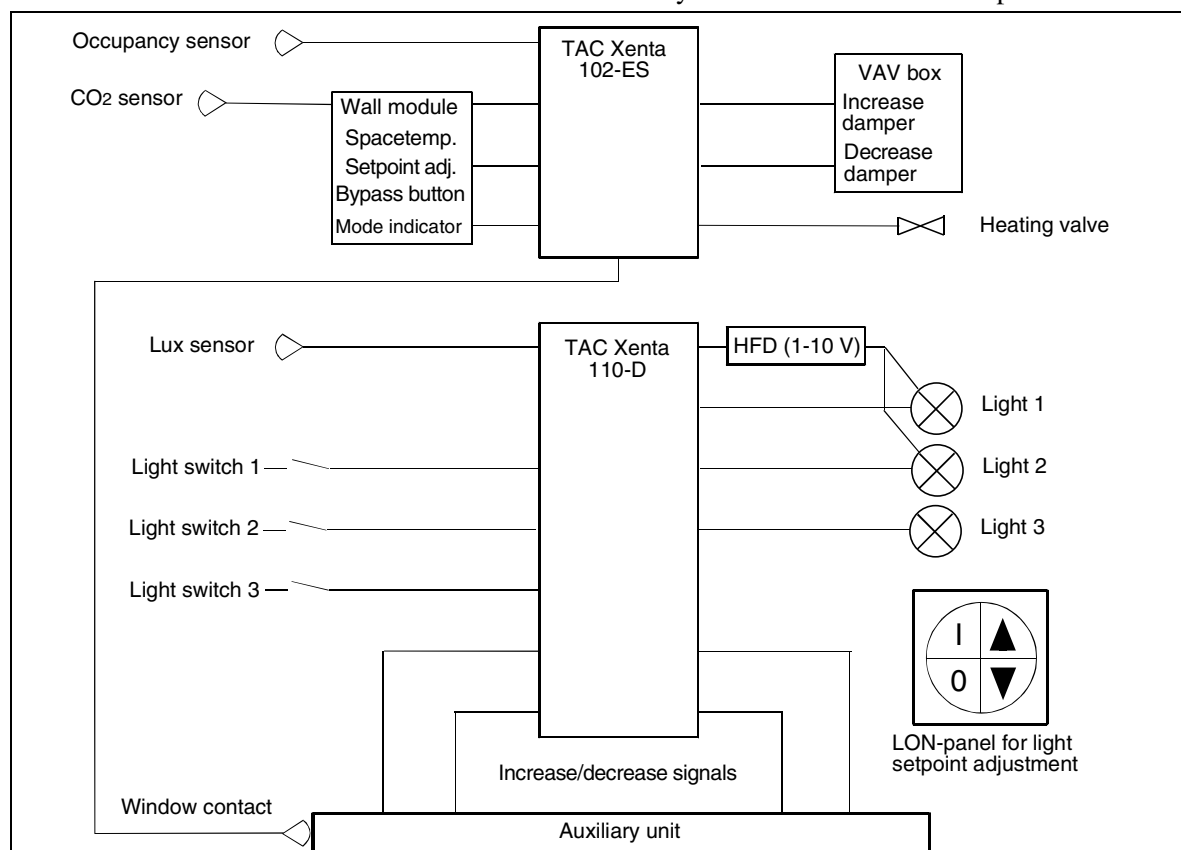 Occupancy sensor
TAC Xenta
102-ES
CO2 sensor
Wall module
Spacetemp.
Setpoint adj.
Bypass button
Mode indicator
VAV box
Increase
damper
Decrease
damper
Heating valve
Lux sensor
TAC Xenta
110-D
HFD (1-10 V)
Light 1
Light switch 1
Light 2
Light switch 2
Light 3
Light switch 3
I
0
LON-panel for light
setpoint adjustment
Increase/decrease signals
Window contact
Auxiliary unit